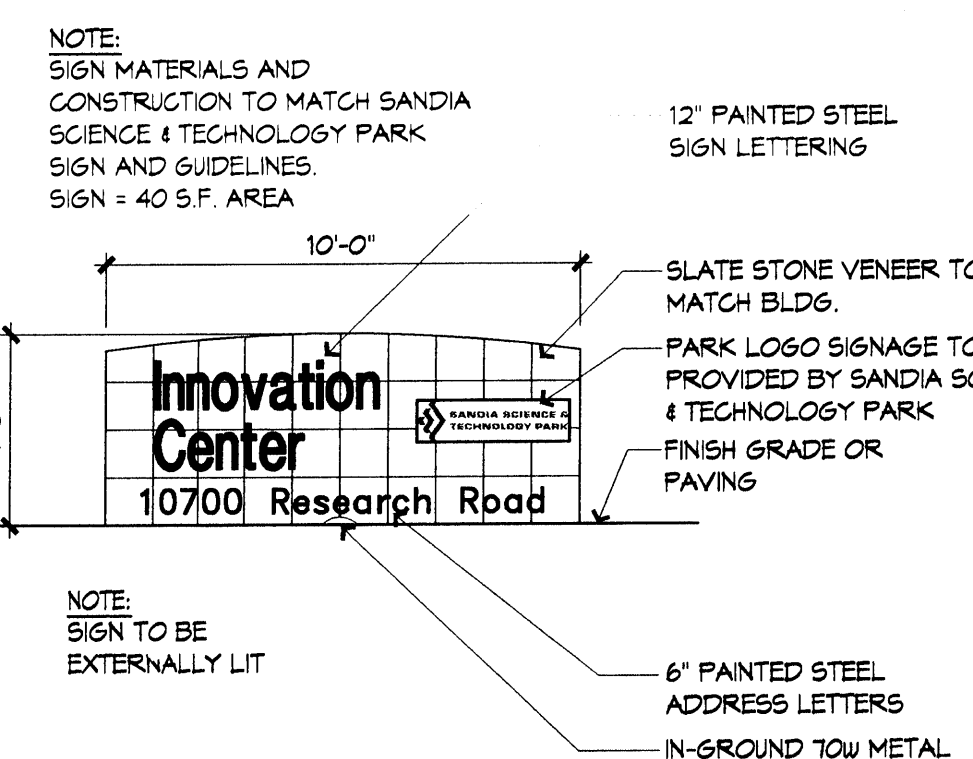 NOTE:
SIGN MATERIALS AND
CONSTRUCTION TO MATCH SANDIA
SCIENCE & TECHNOLOGY PARK
SIGN AND GUIDELINES.
SIGN = 40 S.F. AREA
12" PAINTED STEEL
SIGN LETTERING
10'-0"
SLATE STONE VENEER TO
MATCH BLDG.
PARK LOGO SIGNAGE TO
PROVIDED BY SANDIA SC
& TECHNOLOGY PARK
FINISH GRADE OR
PAVING
Innovation
Center
SANDIA SCIENCE &
TECHNOLOGY PARK
10700 Research Road
NOTE:
SIGN TO BE
EXTERNALLY LIT
6" PAINTED STEEL
ADDRESS LETTERS
IN-GROUND 70W METAL